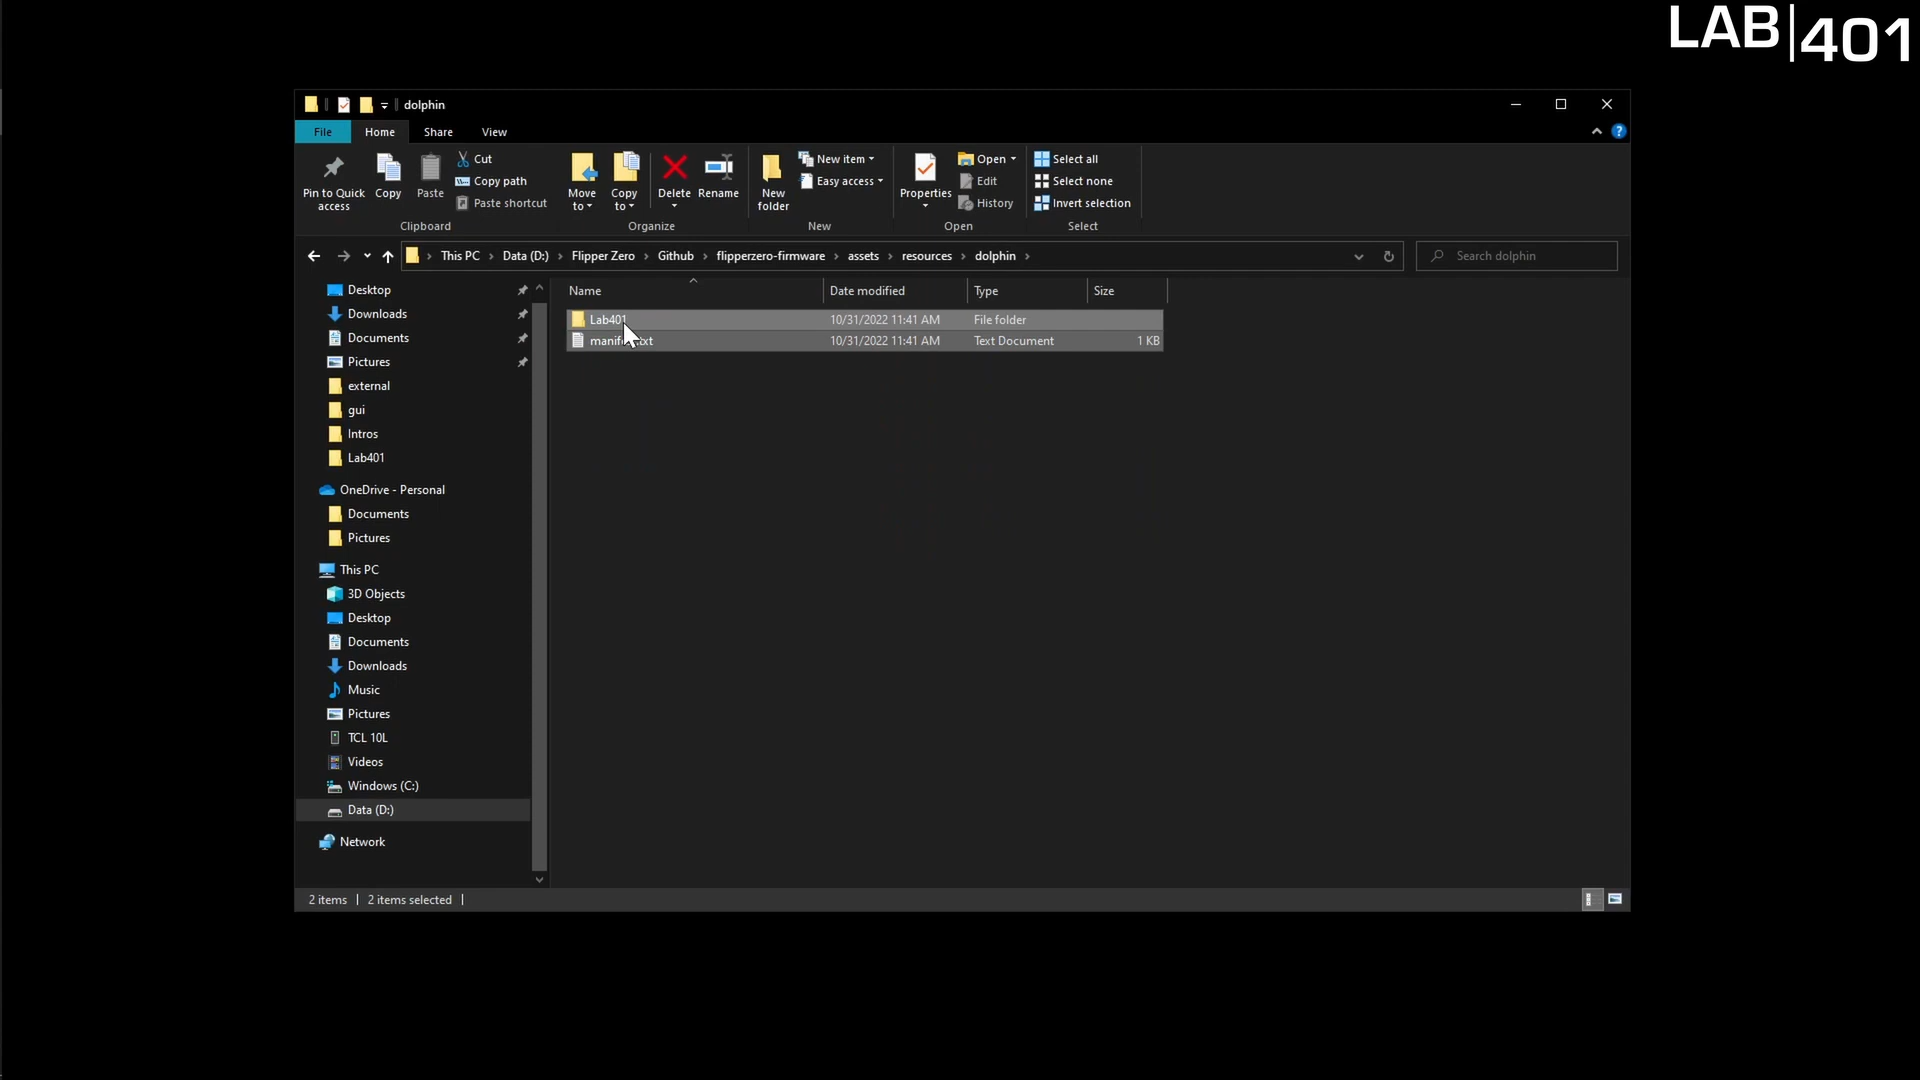 LAB|401
dolphin
File Home Share View
Pin to Quick access
Copy
Paste
Cut
Copy path
Paste shortcut
Clipboard
Move to
Copy to
Delete
Rename
Organize
New folder
New item
Easy access
New
Properties
Open
Edit
History
Open
Select all
Select none
Invert selection
Select
This PC › Data (D:) › Flipper Zero › Github › flipperzero-firmware › assets › resources › dolphin ›
Search dolphin
Desktop
Downloads
Documents
Pictures
external
gui
Intros
Lab401
OneDrive - Personal
Documents
Pictures
This PC
3D Objects
Desktop
Documents
Downloads
Music
Pictures
TCL 10L
Videos
Windows (C:)
Data (D:)
Network
Name Date modified Type Size
Lab401 10/31/2022 11:41 AM File folder
10/31/2022 11:41 AM Text Document 1 KB
2 items | 2 items selected |